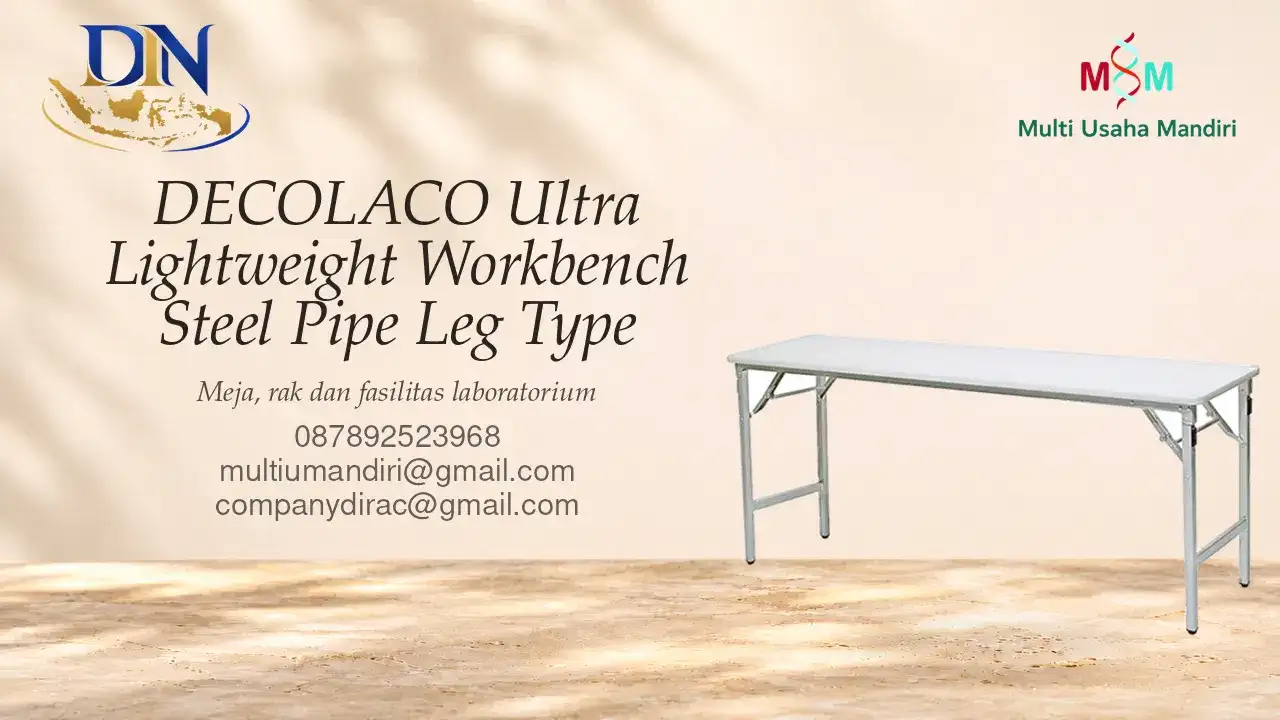 DIN
M M
Multi Usaha Mandiri
DECOLACO Ultra
Lightweight Workbench
Steel Pipe Leg Type
Meja, rak dan fasilitas laboratorium
087892523968
multiumandiri@gmail.com
companydirac@gmail.com